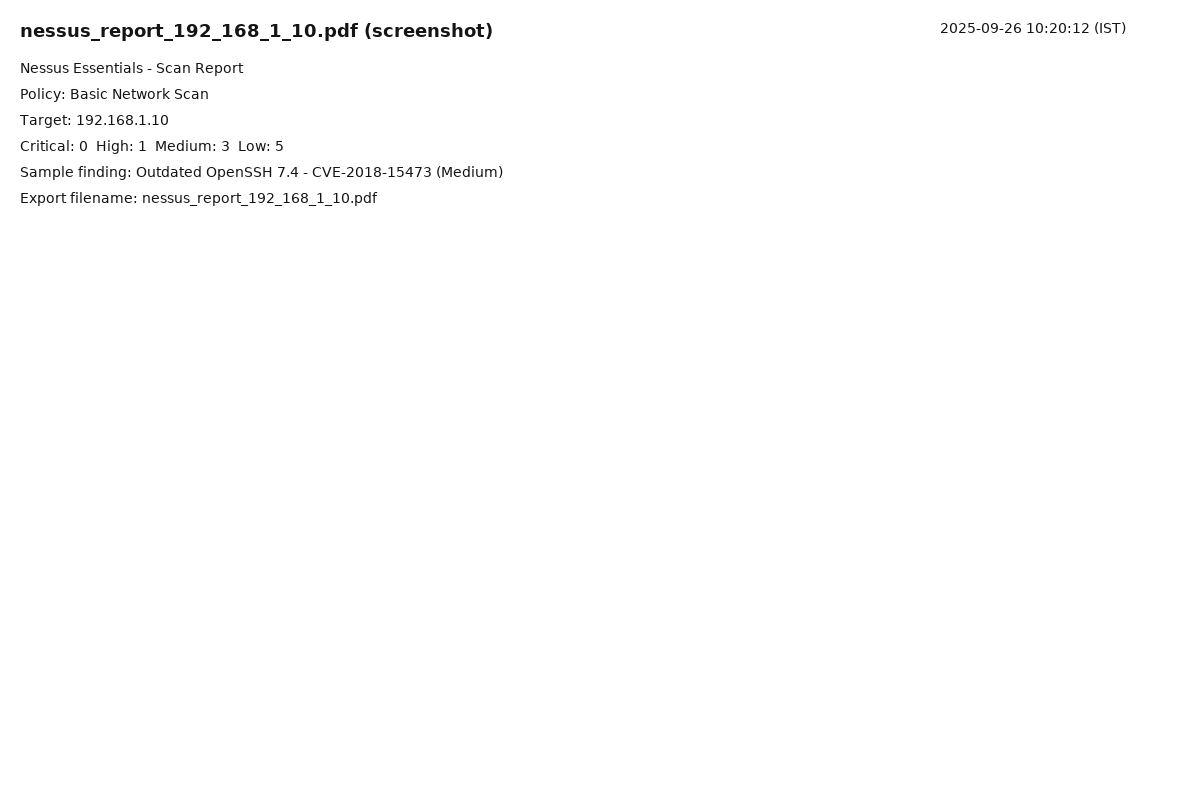 nessus_report_192_168_1_10.pdf (screenshot)
2025-09-26 10:20:12 (IST)
Nessus Essentials - Scan Report
Policy: Basic Network Scan
Target: 192.168.1.10
Critical: 0  High: 1  Medium: 3  Low: 5
Sample finding: Outdated OpenSSH 7.4 - CVE-2018-15473 (Medium)
Export filename: nessus_report_192_168_1_10.pdf